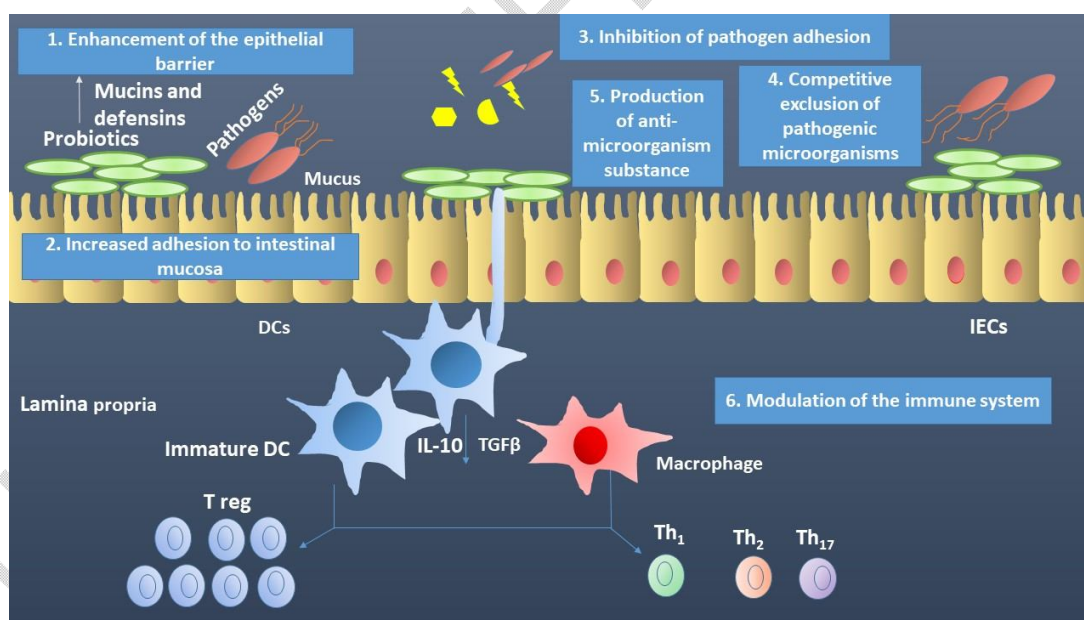 1. Enhancement of the epithelial
barrier
Mucins and
defensins
Probiotics
Pathogens
Mucus
3. Inhibition of pathogen adhesion
5. Production
of anti-
microorganism
substance
4. Competitive
exclusion of
pathogenic
microorganisms
2. Increased adhesion to intestinal
mucosa
DCs
IECs
Lamina propria
6. Modulation of the immune system
Immature DC
IL-10
TGFβ
Macrophage
T reg
Th₁
Th₂
Th₁₇